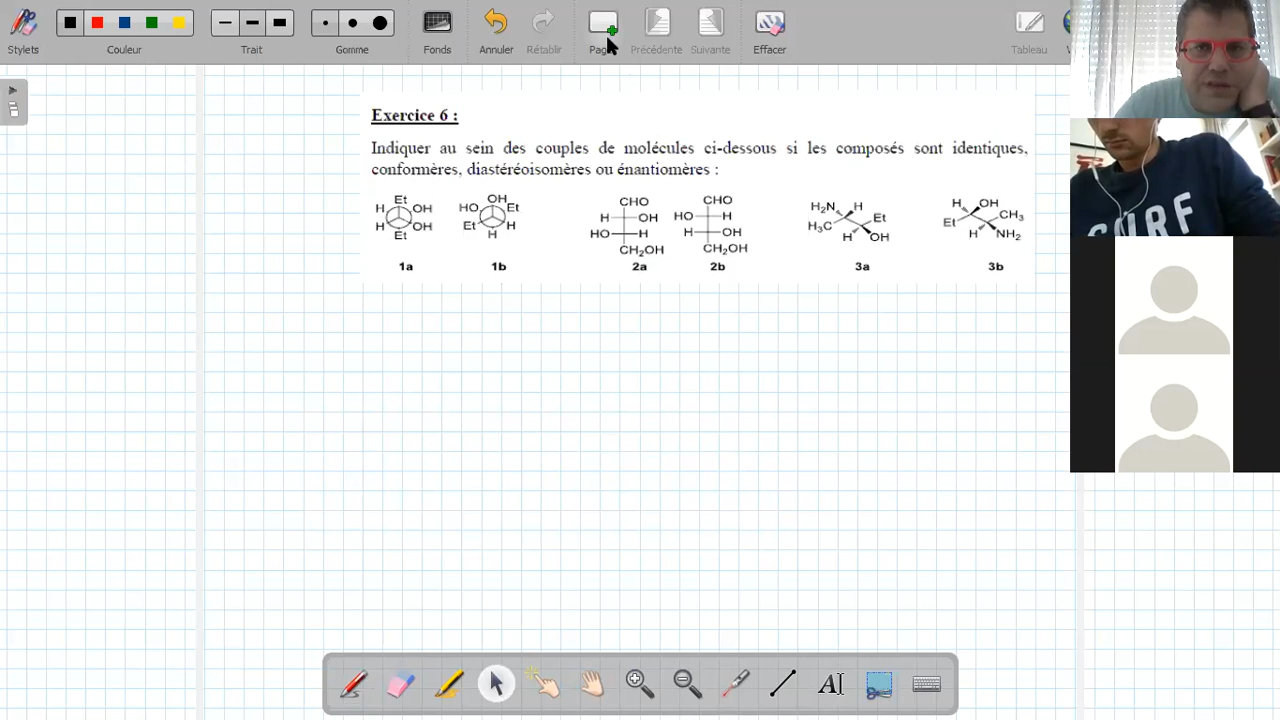 Stylets
Couleur
Trait
Gomme
Fonds
Annuler
Rétablir
Précédente
Suivante
Effacer
Tableau
Exercice 6 :
Indiquer au sein des couples de molécules ci-dessous si les composés sont identiques,
conformères, diastéréoisomères ou énantiomères :
Et
H OH
H OH
Et
1a
OH
HO Et
Et H
H
1b
CHO
H OH
HO H
CH2OH
2a
CHO
HO H
H OH
CH2OH
2b
H2N H
Et
H3C
H OH
3a
H OH
CH3
Et
H NH2
3b
SURF
AI